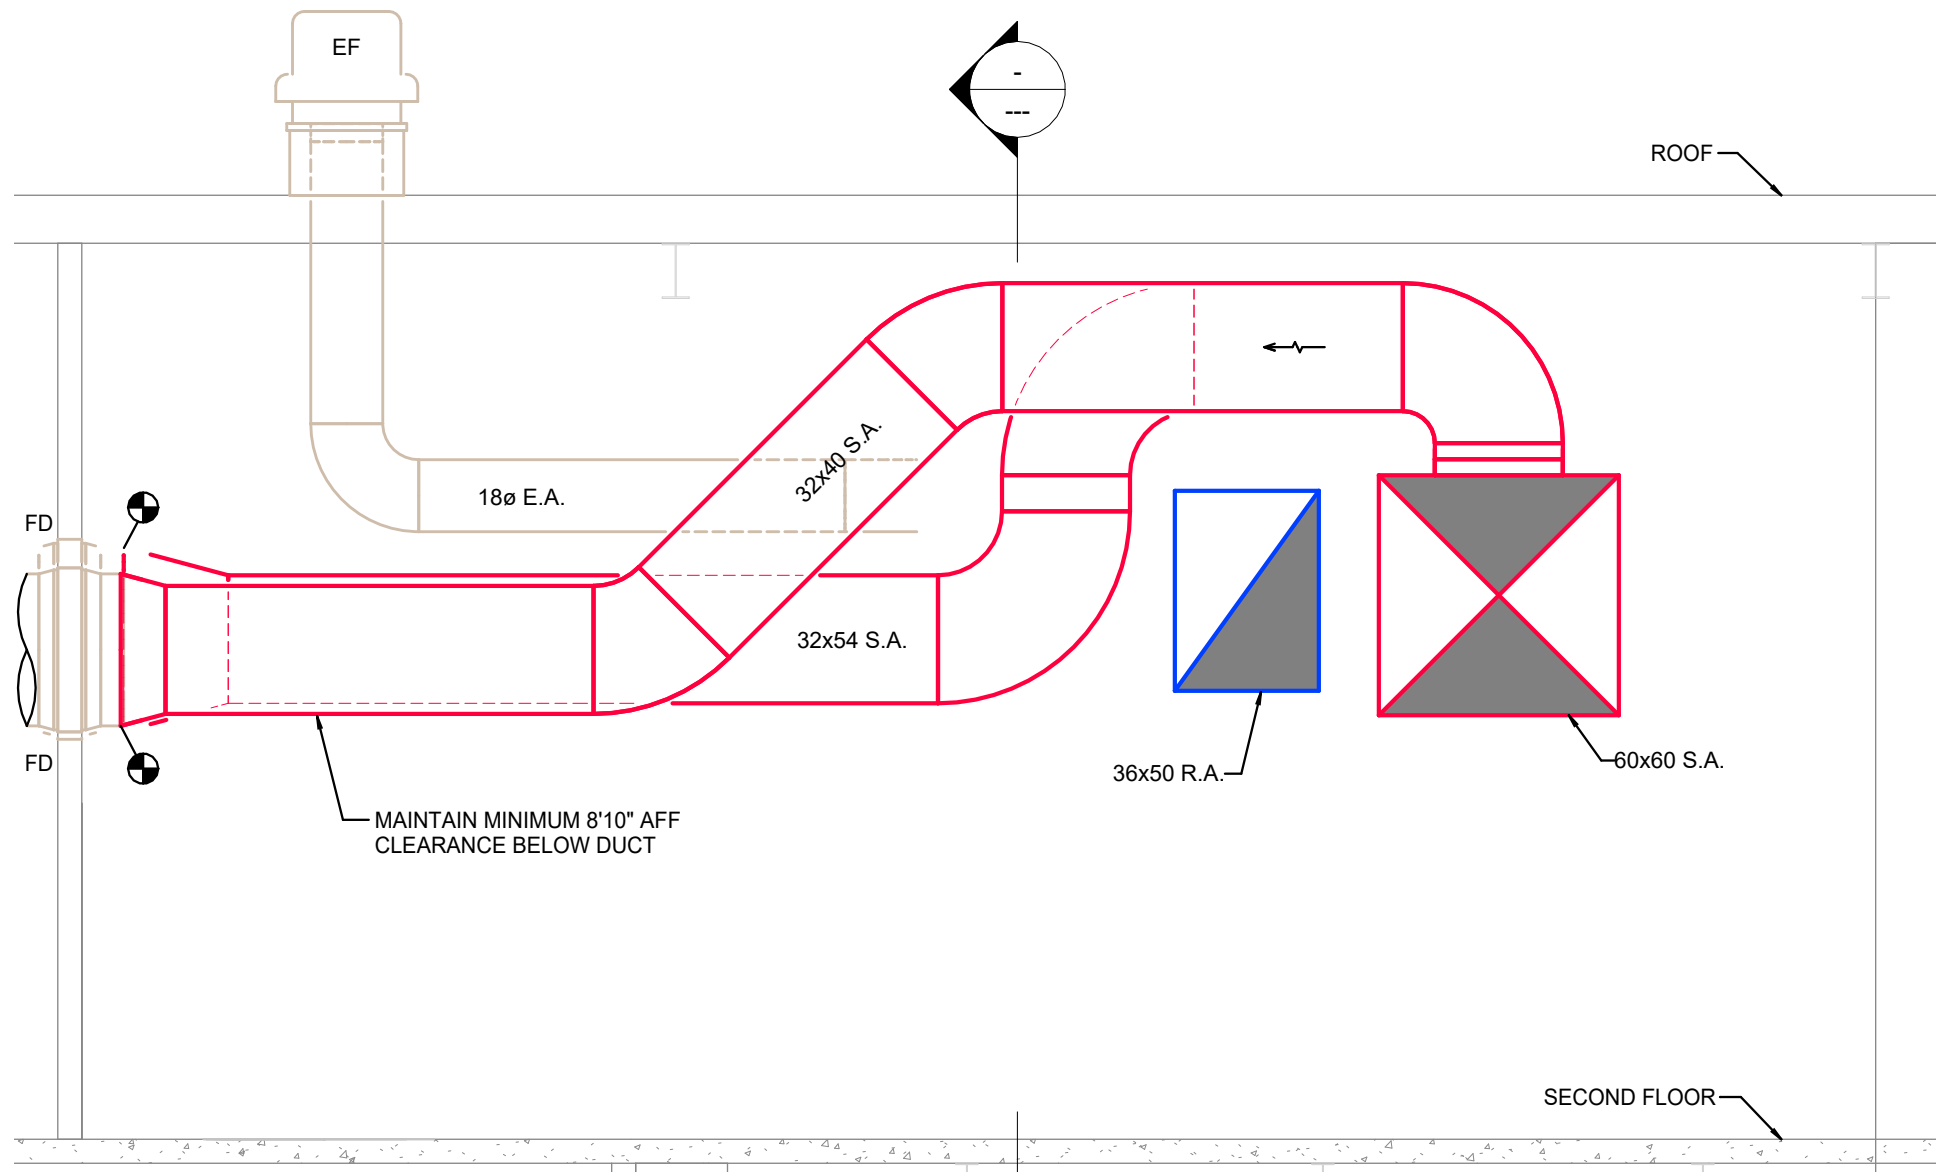 EF
-
---
ROOF
32x40 S.A.
18ø E.A.
FD
32x54 S.A.
FD
36x50 R.A.
60x60 S.A.
MAINTAIN MINIMUM 8'10" AFF
CLEARANCE BELOW DUCT
SECOND FLOOR